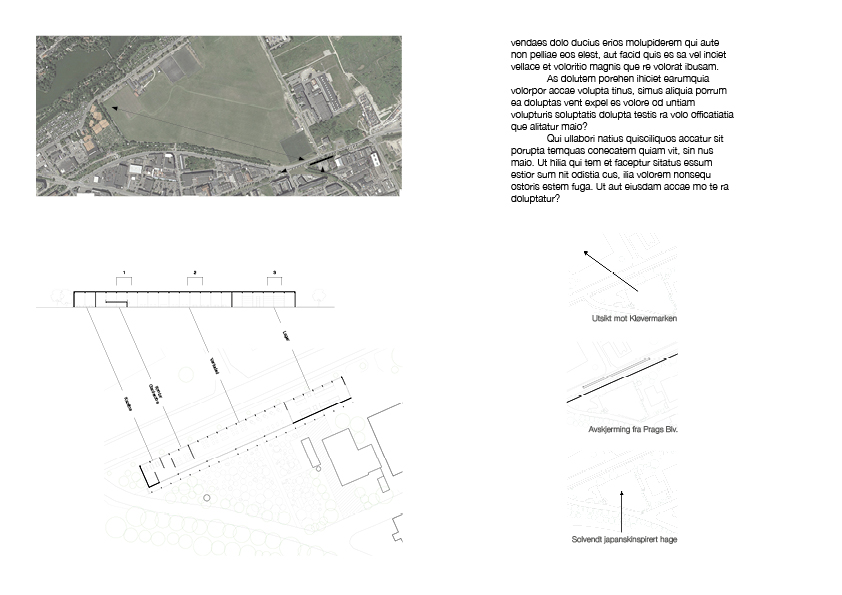 vendaes dolo ducius erios molupiderem qui aute
non pelliae eos elest, aut facid quis es sa vel inciet
vellace et voloritio magnis que re volorat ibusam.
As dolutem porehen ihiciet earumquia
volorpor accae volupta tinus, simus aliquia porrum
ea doluptas vent expel es volore od untiam
volupturis soluptatis dolupta testis ra volo officatiatia
que alitatur maio?
Qui ullabori natius quisciliquos accatur sit
porupta temquas conecatem quiam vit, sin nus
maio. Ut hilia qui tem et faceptur sitatus essum
estior sum nit odistia cus, ilia volorem nonsequ
ostoris estem fuga. Ut aut eiusdam accae mo te ra
doluptatur?
1 2 3
Lager
Verksted
Utsikt mot Kløvermarken
Avskjerming fra Prags Blv.
Solvendt japanskinspirert hage